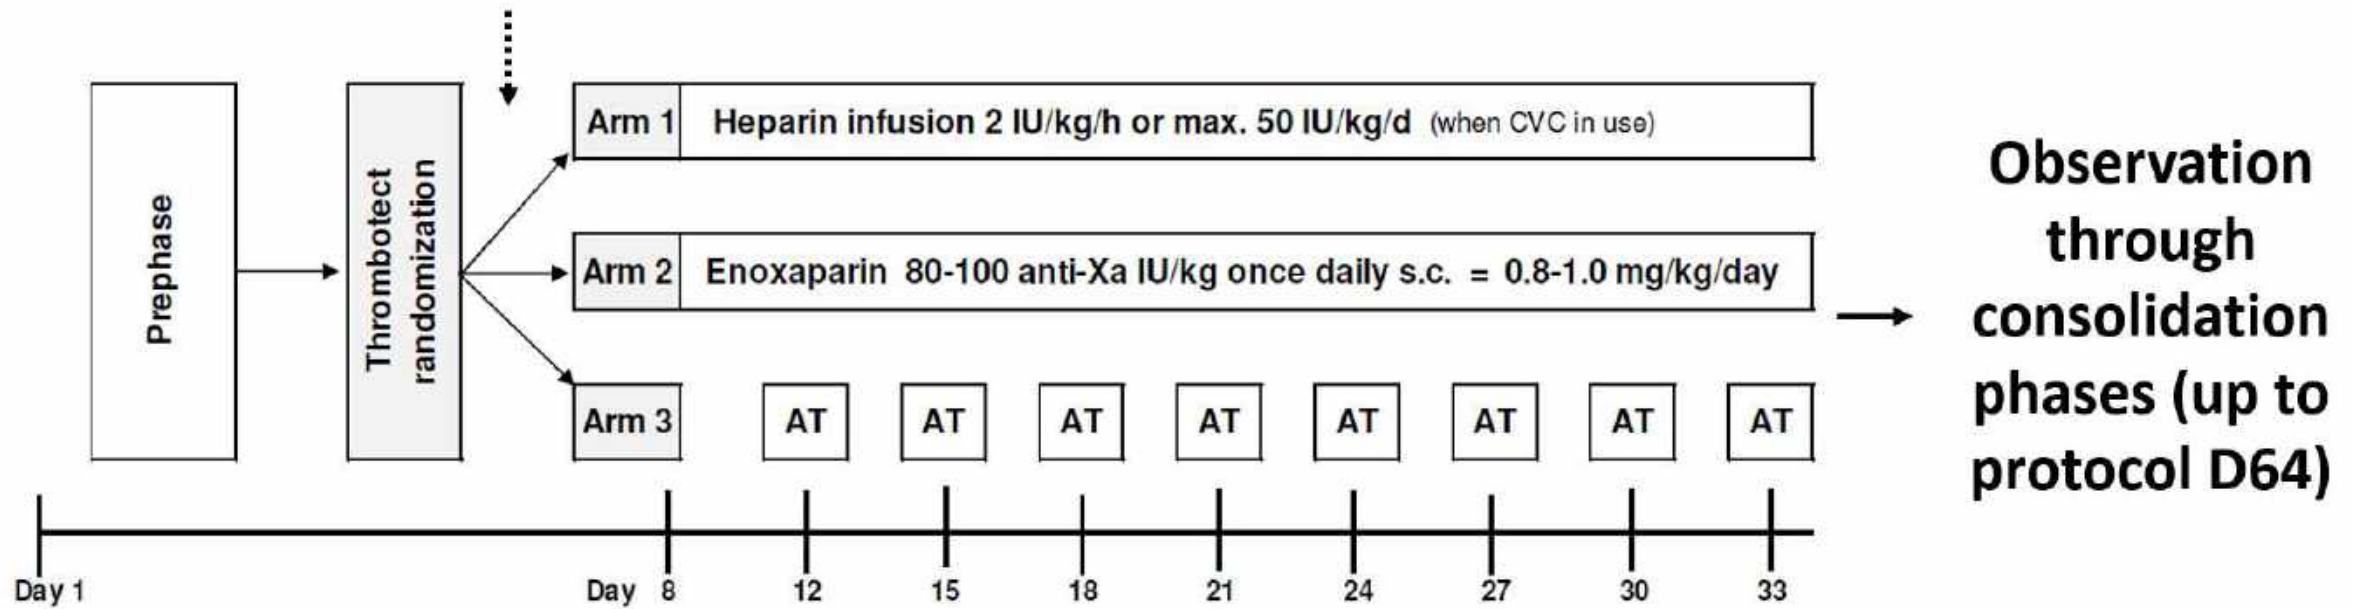 Prephase
Thrombotect
randomization
Arm 1 Heparin infusion 2 IU/kg/h or max. 50 IU/kg/d (when CVC in use)
Arm 2 Enoxaparin 80-100 anti-Xa IU/kg once daily s.c. = 0.8-1.0 mg/kg/day
Arm 3 AT AT AT AT AT AT AT AT
Observation
through
consolidation
phases (up to
protocol D64)
Day 1 Day 8 12 15 18 21 24 27 30 33